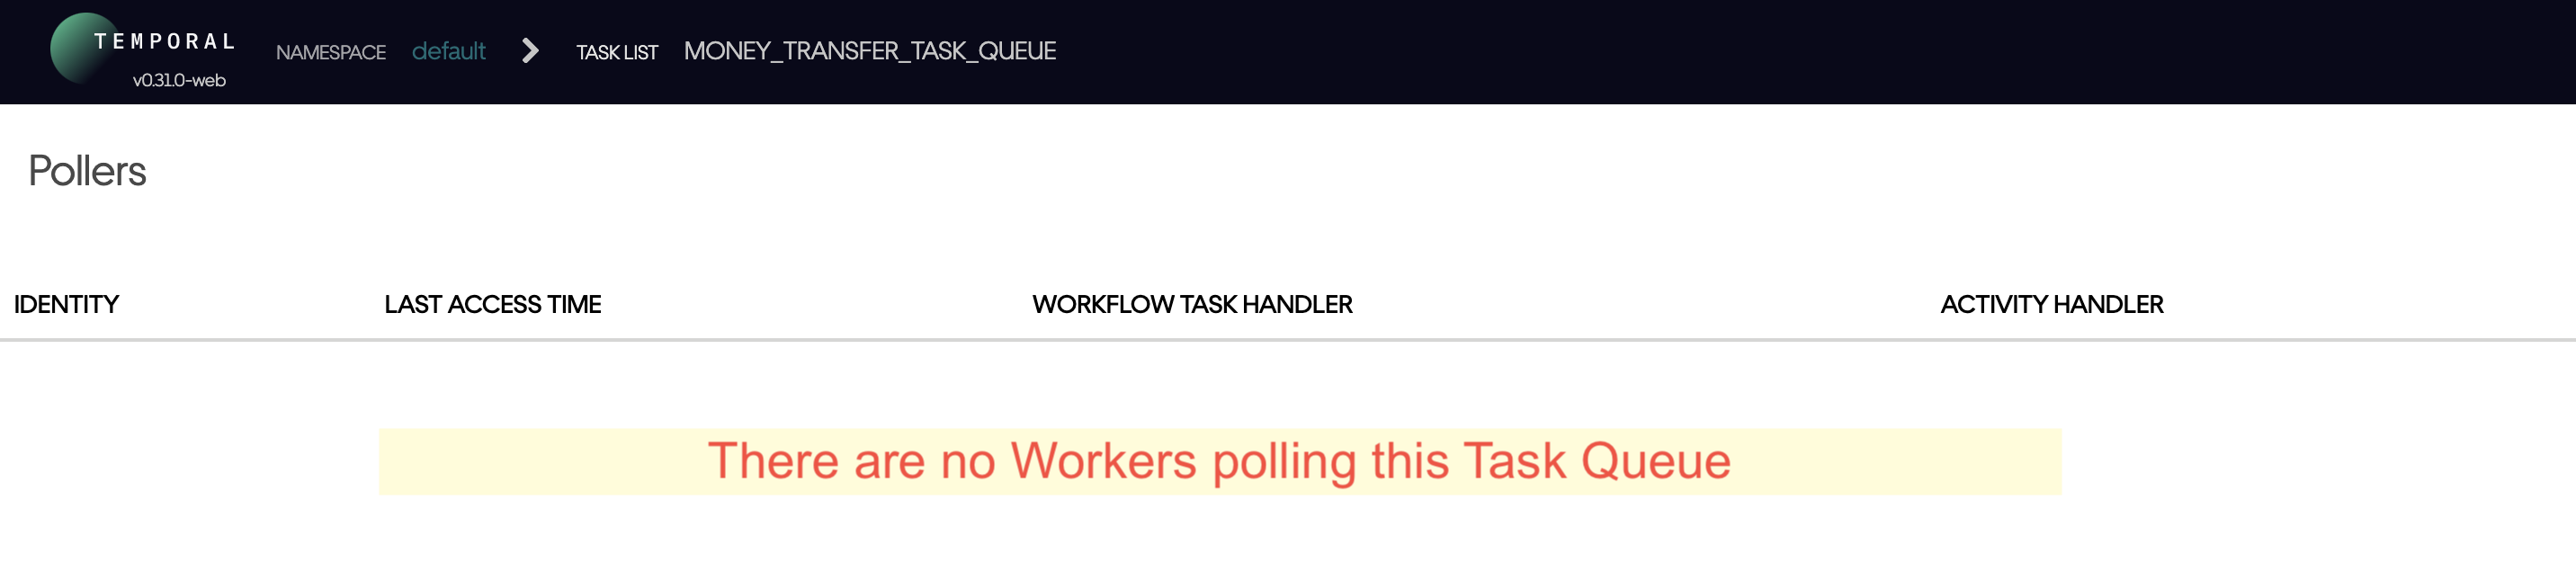 TEMPORAL
v0.31.0-web
NAMESPACE default > TASK LIST MONEY_TRANSFER_TASK_QUEUE
Pollers
IDENTITY LAST ACCESS TIME WORKFLOW TASK HANDLER ACTIVITY HANDLER
There are no Workers polling this Task Queue